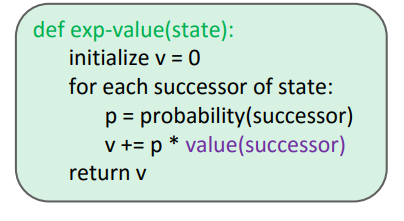 def exp-value(state):
initialize v = 0
for each successor of state:
p = probability(successor)
v += p * value(successor)
return v